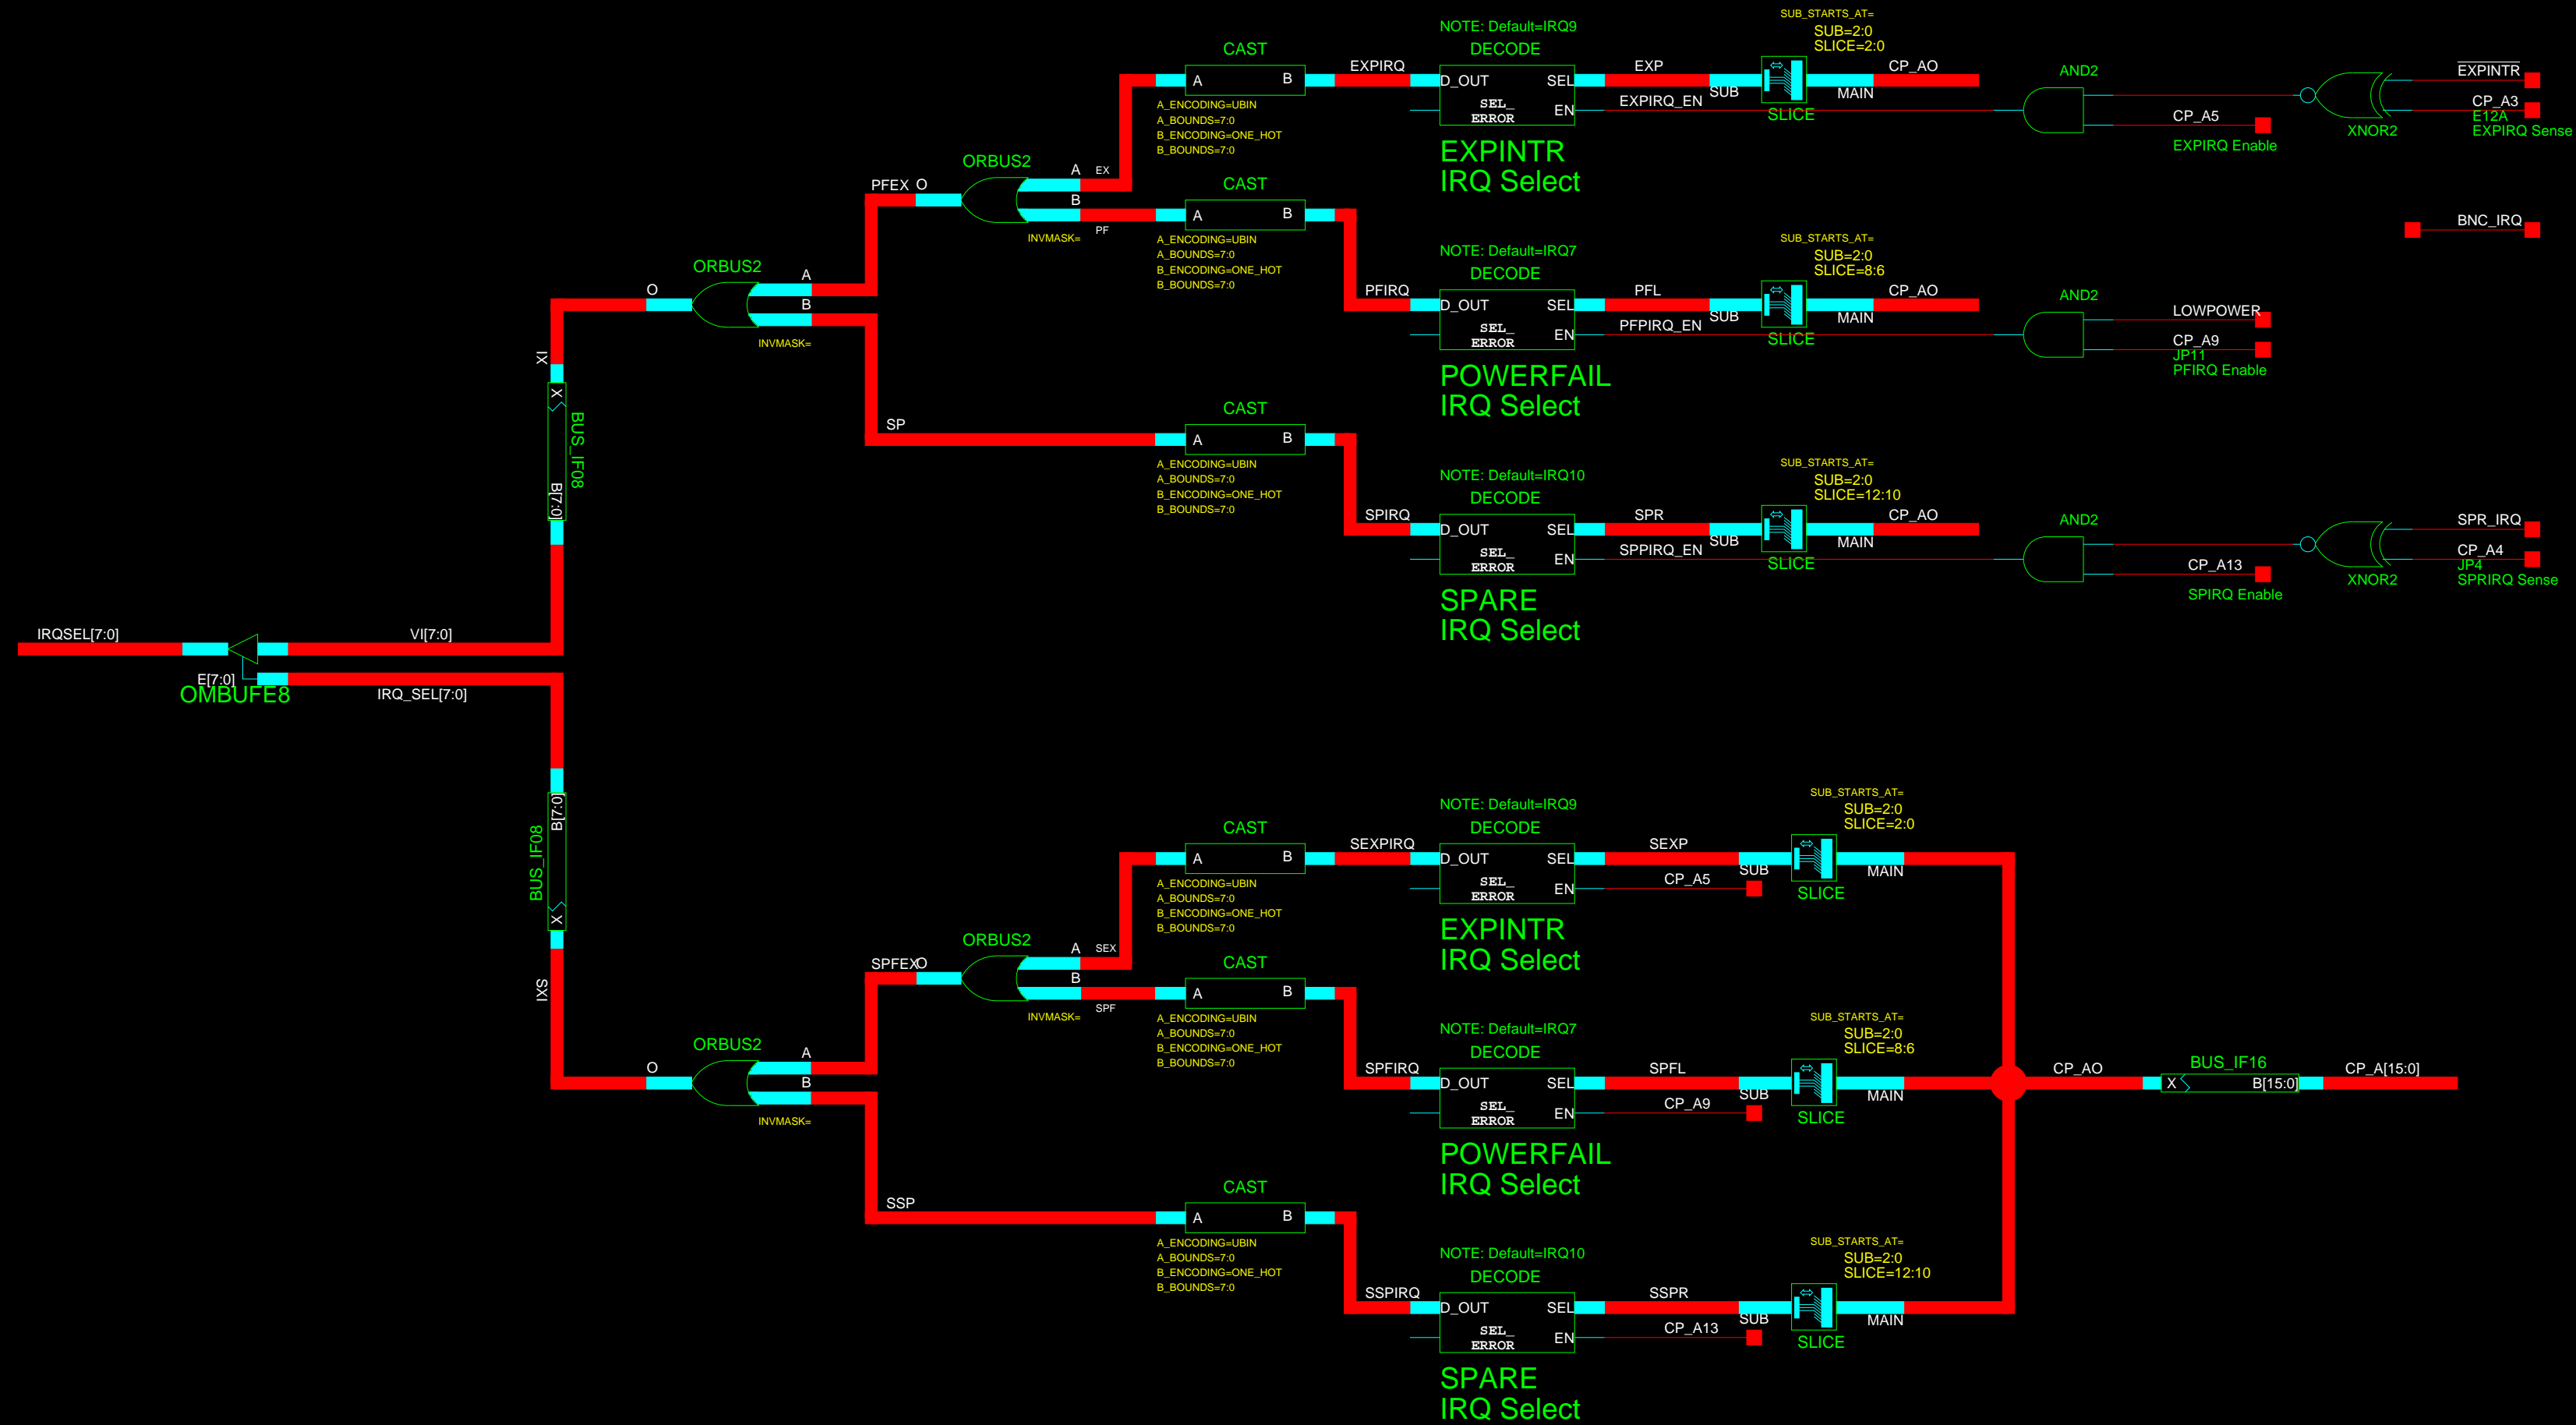 SUB_STARTS_AT=
SUB=2:0
SLICE=2:0
NOTE: Default=IRQ9
CAST
DECODE
A
B
EXPIRQ
D_OUT
SEL
SEL_
ERROR
EN
EXP
EXPIRQ_EN
SUB
SLICE
MAIN
CP_AO
AND2
CP_A5
EXPIRQ Enable
XNOR2
EXPINTR
CP_A3
E12A
EXPIRQ Sense
A_ENCODING=UBIN
A_BOUNDS=7:0
B_ENCODING=ONE_HOT
B_BOUNDS=7:0
EXPINTR
IRQ Select
ORBUS2
PFEX
O
A
EX
B
PF
INVMASK=
CAST
A
B
A_ENCODING=UBIN
A_BOUNDS=7:0
B_ENCODING=ONE_HOT
B_BOUNDS=7:0
BNC_IRQ
SUB_STARTS_AT=
SUB=2:0
SLICE=8:6
NOTE: Default=IRQ7
DECODE
PFIRQ
D_OUT
SEL
SEL_
ERROR
EN
PFL
PFPIRQ_EN
SUB
SLICE
MAIN
CP_AO
AND2
LOWPOWER
CP_A9
JP11
PFIRQ Enable
POWERFAIL
IRQ Select
ORBUS2
O
A
B
INVMASK=
IX
X
BUS_IF08
B[7:0]
SP
CAST
A
B
A_ENCODING=UBIN
A_BOUNDS=7:0
B_ENCODING=ONE_HOT
B_BOUNDS=7:0
SUB_STARTS_AT=
SUB=2:0
SLICE=12:10
NOTE: Default=IRQ10
DECODE
SPIRQ
D_OUT
SEL
SEL_
ERROR
EN
SPR
SPPIRQ_EN
SUB
SLICE
MAIN
CP_AO
AND2
CP_A13
SPIRQ Enable
XNOR2
SPR_IRQ
CP_A4
JP4
SPRIRQ Sense
SPARE
IRQ Select
IRQSEL[7:0]
VI[7:0]
E[7:0]
OMBUFE8
IRQ_SEL[7:0]
B[7:0]
BUS_IF08
X
SXI
SUB_STARTS_AT=
SUB=2:0
SLICE=2:0
NOTE: Default=IRQ9
CAST
DECODE
A
B
SEXPIRQ
D_OUT
SEL
SEL_
ERROR
EN
SEXP
CP_A5
SUB
SLICE
MAIN
A_ENCODING=UBIN
A_BOUNDS=7:0
B_ENCODING=ONE_HOT
B_BOUNDS=7:0
EXPINTR
IRQ Select
ORBUS2
SPFEX
O
A
SEX
B
SPF
INVMASK=
CAST
A
B
A_ENCODING=UBIN
A_BOUNDS=7:0
B_ENCODING=ONE_HOT
B_BOUNDS=7:0
SUB_STARTS_AT=
SUB=2:0
SLICE=8:6
NOTE: Default=IRQ7
DECODE
SPFIRQ
D_OUT
SEL
SEL_
ERROR
EN
SPFL
CP_A9
SUB
SLICE
MAIN
CP_AO
BUS_IF16
X
B[15:0]
CP_A[15:0]
POWERFAIL
IRQ Select
ORBUS2
O
A
B
INVMASK=
SSP
CAST
A
B
A_ENCODING=UBIN
A_BOUNDS=7:0
B_ENCODING=ONE_HOT
B_BOUNDS=7:0
SUB_STARTS_AT=
SUB=2:0
SLICE=12:10
NOTE: Default=IRQ10
DECODE
SSPIRQ
D_OUT
SEL
SEL_
ERROR
EN
SSPR
CP_A13
SUB
SLICE
MAIN
SPARE
IRQ Select